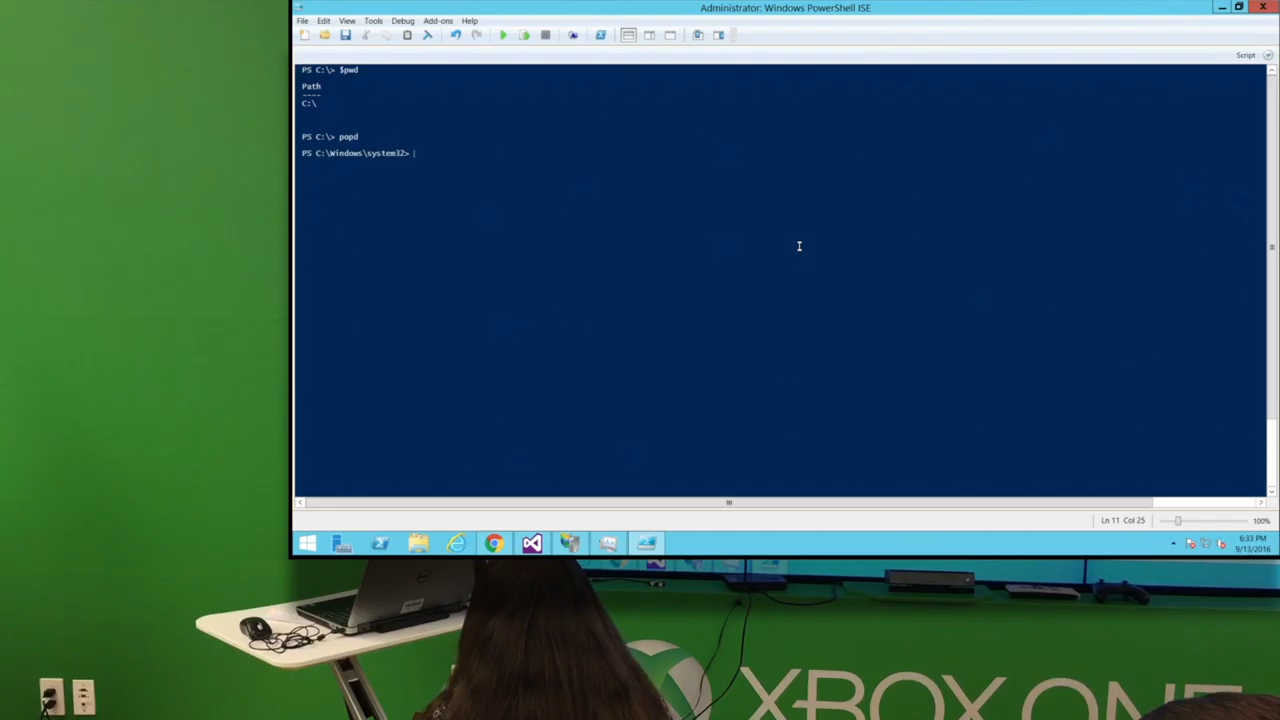 Administrator: Windows PowerShell ISE
File Edit View Tools Debug Add-ons Help
Script
PS C:\> $pwd
Path
----
C:\
PS C:\> popd
PS C:\Windows\system32>
Ln 11 Col 25
100%
6:33 PM
9/13/2016
DELL
XBOX ONE